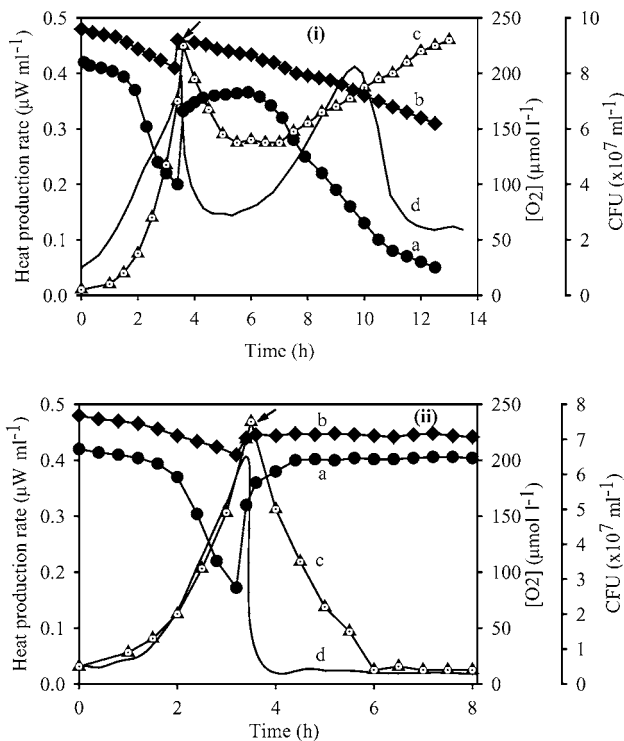 (i)
Heat production rate (µW ml⁻¹)
0.5
0.4
0.3
0.2
0.1
0.0
c
b
d
a
250
200
150
100
50
0
[O2] (µmol l⁻¹)
10
8
6
4
2
0
CFU (x10⁷ ml⁻¹)
0 2 4 6 8 10 12 14
Time (h)
(ii)
Heat production rate (µW ml⁻¹)
0.5
0.4
0.3
0.2
0.1
0.0
b
a
c
d
250
200
150
100
50
0
[O2] (µmol l⁻¹)
8
7
6
5
4
3
2
1
0
CFU (x10⁷ ml⁻¹)
0 2 4 6 8
Time (h)